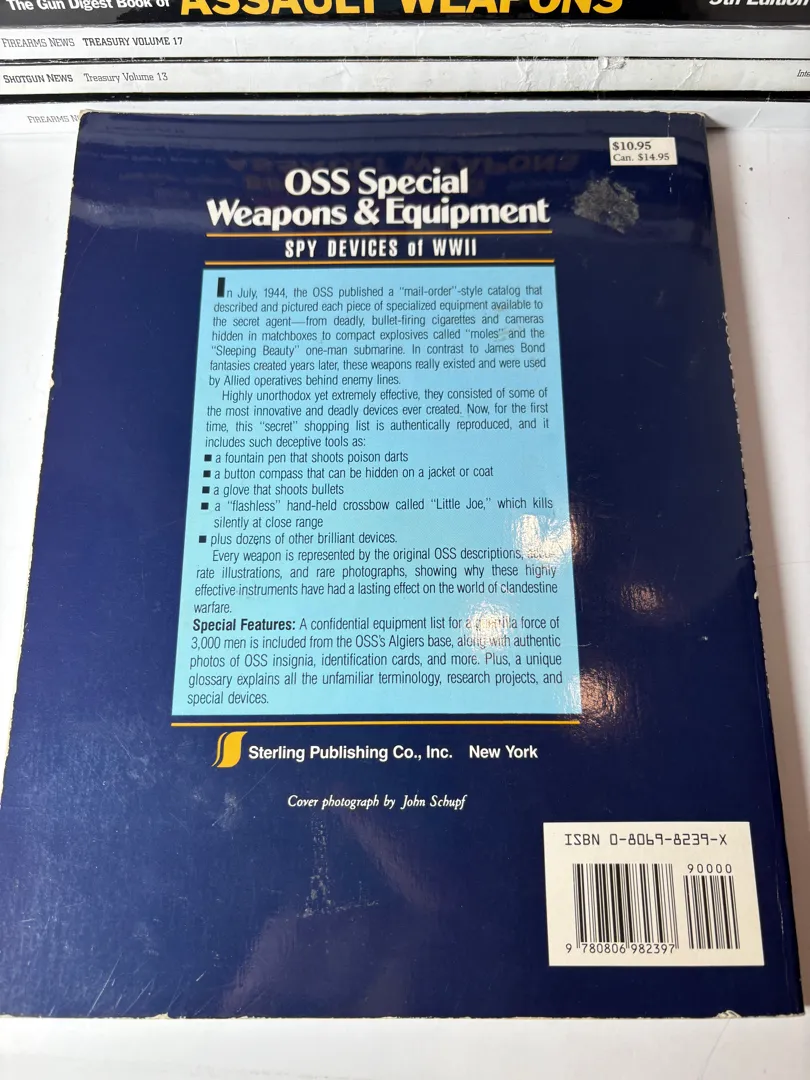 The Gun Digest Book of ASSAULT WEAPONS 5th Edition
FIREARMS NEWS TREASURY VOLUME 17
SHOTGUN NEWS Treasury Volume 13
FIREARMS
$10.95
Can. $14.95
OSS Special
Weapons & Equipment
SPY DEVICES of WWII
In July, 1944, the OSS published a "mail-order"-style catalog that
described and pictured each piece of specialized equipment available to
the secret agent—from deadly, bullet-firing cigarettes and cameras
hidden in matchboxes to compact explosives called "moles" and the
"Sleeping Beauty" one-man submarine. In contrast to James Bond
fantasies created years later, these weapons really existed and were used
by Allied operatives behind enemy lines.
Highly unorthodox yet extremely effective, they consisted of some of
the most innovative and deadly devices ever created. Now, for the first
time, this "secret" shopping list is authentically reproduced, and it
includes such deceptive tools as:
■ a fountain pen that shoots poison darts
■ a button compass that can be hidden on a jacket or coat
■ a glove that shoots bullets
■ a "flashless" hand-held crossbow called "Little Joe," which kills
silently at close range
■ plus dozens of other brilliant devices.
Every weapon is represented by the original OSS descriptions, accu-
rate illustrations, and rare photographs, showing why these highly
effective instruments have had a lasting effect on the world of clandestine
warfare.
Special Features: A confidential equipment list for a guerrilla force of
3,000 men is included from the OSS's Algiers base, along with authentic
photos of OSS insignia, identification cards, and more. Plus, a unique
glossary explains all the unfamiliar terminology, research projects, and
special devices.
Sterling Publishing Co., Inc. New York
Cover photograph by John Schupf
ISBN 0-8069-8239-X
90000
9 780806 982397